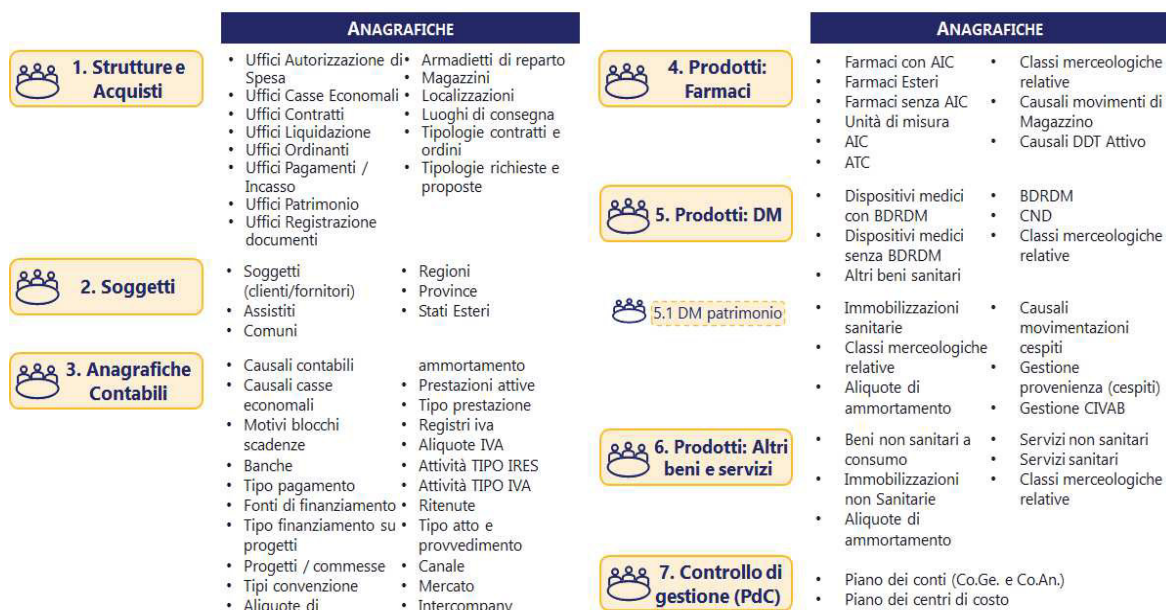 ANAGRAFICHE
1. Strutture e
Acquisti
• Uffici Autorizzazione di
Spesa
• Uffici Casse Economali
• Uffici Contratti
• Uffici Liquidazione
• Uffici Ordinanti
• Uffici Pagamenti /
Incasso
• Uffici Patrimonio
• Uffici Registrazione
documenti
• Armadietti di reparto
• Magazzini
• Localizzazioni
• Luoghi di consegna
• Tipologie contratti e
ordini
• Tipologie richieste e
proposte
2. Soggetti
• Soggetti
(clienti/fornitori)
• Assistiti
• Comuni
• Regioni
• Province
• Stati Esteri
3. Anagrafiche
Contabili
• Causali contabili
• Causali casse
economali
• Motivi blocchi
scadenze
• Banche
• Tipo pagamento
• Fonti di finanziamento
• Tipo finanziamento su
progetti
• Progetti / commesse
• Tipi convenzione
• Aliquote di
ammortamento
• Prestazioni attive
• Tipo prestazione
• Registri iva
• Aliquote IVA
• Attività TIPO IRES
• Attività TIPO IVA
• Ritenute
• Tipo atto e
provvedimento
• Canale
• Mercato
• Intercompany
ANAGRAFICHE
4. Prodotti:
Farmaci
• Farmaci con AIC
• Farmaci Esteri
• Farmaci senza AIC
• Unità di misura
• AIC
• ATC
• Classi merceologiche
relative
• Causali movimenti di
Magazzino
• Causali DDT Attivo
5. Prodotti: DM
• Dispositivi medici
con BDRDM
• Dispositivi medici
senza BDRDM
• Altri beni sanitari
• BDRDM
• CND
• Classi merceologiche
relative
5.1 DM patrimonio
• Immobilizzazioni
sanitarie
• Classi merceologiche
relative
• Aliquote di
ammortamento
• Causali
movimentazioni
cespiti
• Gestione
provenienza (cespiti)
• Gestione CIVAB
6. Prodotti: Altri
beni e servizi
• Beni non sanitari a
consumo
• Immobilizzazioni
non Sanitarie
• Aliquote di
ammortamento
• Servizi non sanitari
• Servizi sanitari
• Classi merceologiche
relative
7. Controllo di
gestione (PdC)
• Piano dei conti (Co.Ge. e Co.An.)
• Piano dei centri di costo